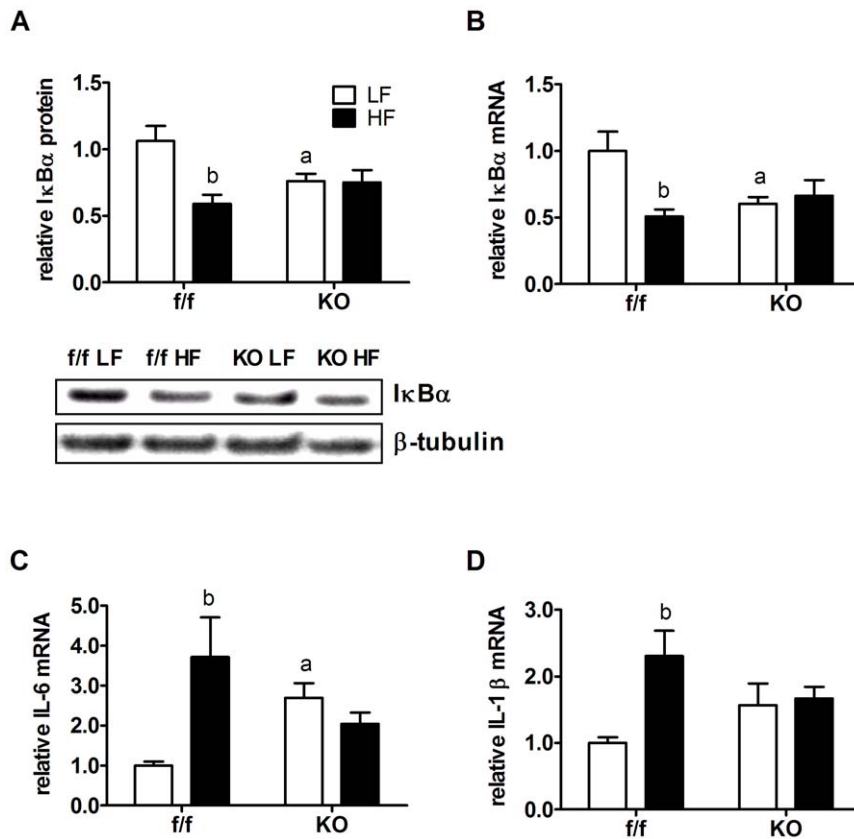 A
relative IκBα protein
1.5
1.0
0.5
0.0
b
a
f/f
KO
LF
HF
f/f LF f/f HF KO LF KO HF
IκBα
β-tubulin
B
relative IκBα mRNA
1.5
1.0
0.5
0.0
b
a
f/f
KO
C
relative IL-6 mRNA
5.0
4.0
3.0
2.0
1.0
0.0
b
a
f/f
KO
D
relative IL-1 β mRNA
3.0
2.0
1.0
0.0
b
f/f
KO